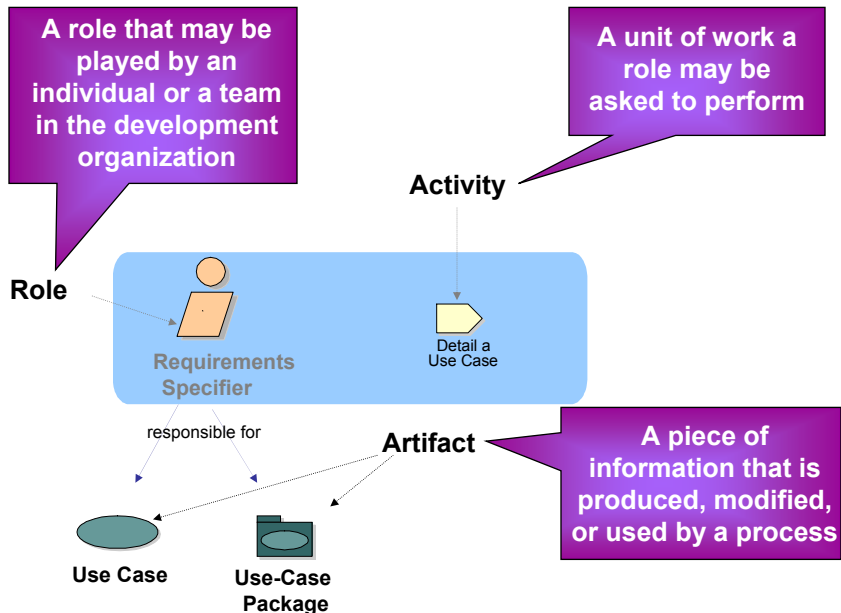 A role that may be
played by an
individual or a team
in the development
organization
A unit of work a
role may be
asked to perform
Activity
Role
Requirements
Specifier
Detail a
Use Case
responsible for
Artifact
A piece of
information that is
produced, modified,
or used by a process
Use Case
Use-Case
Package